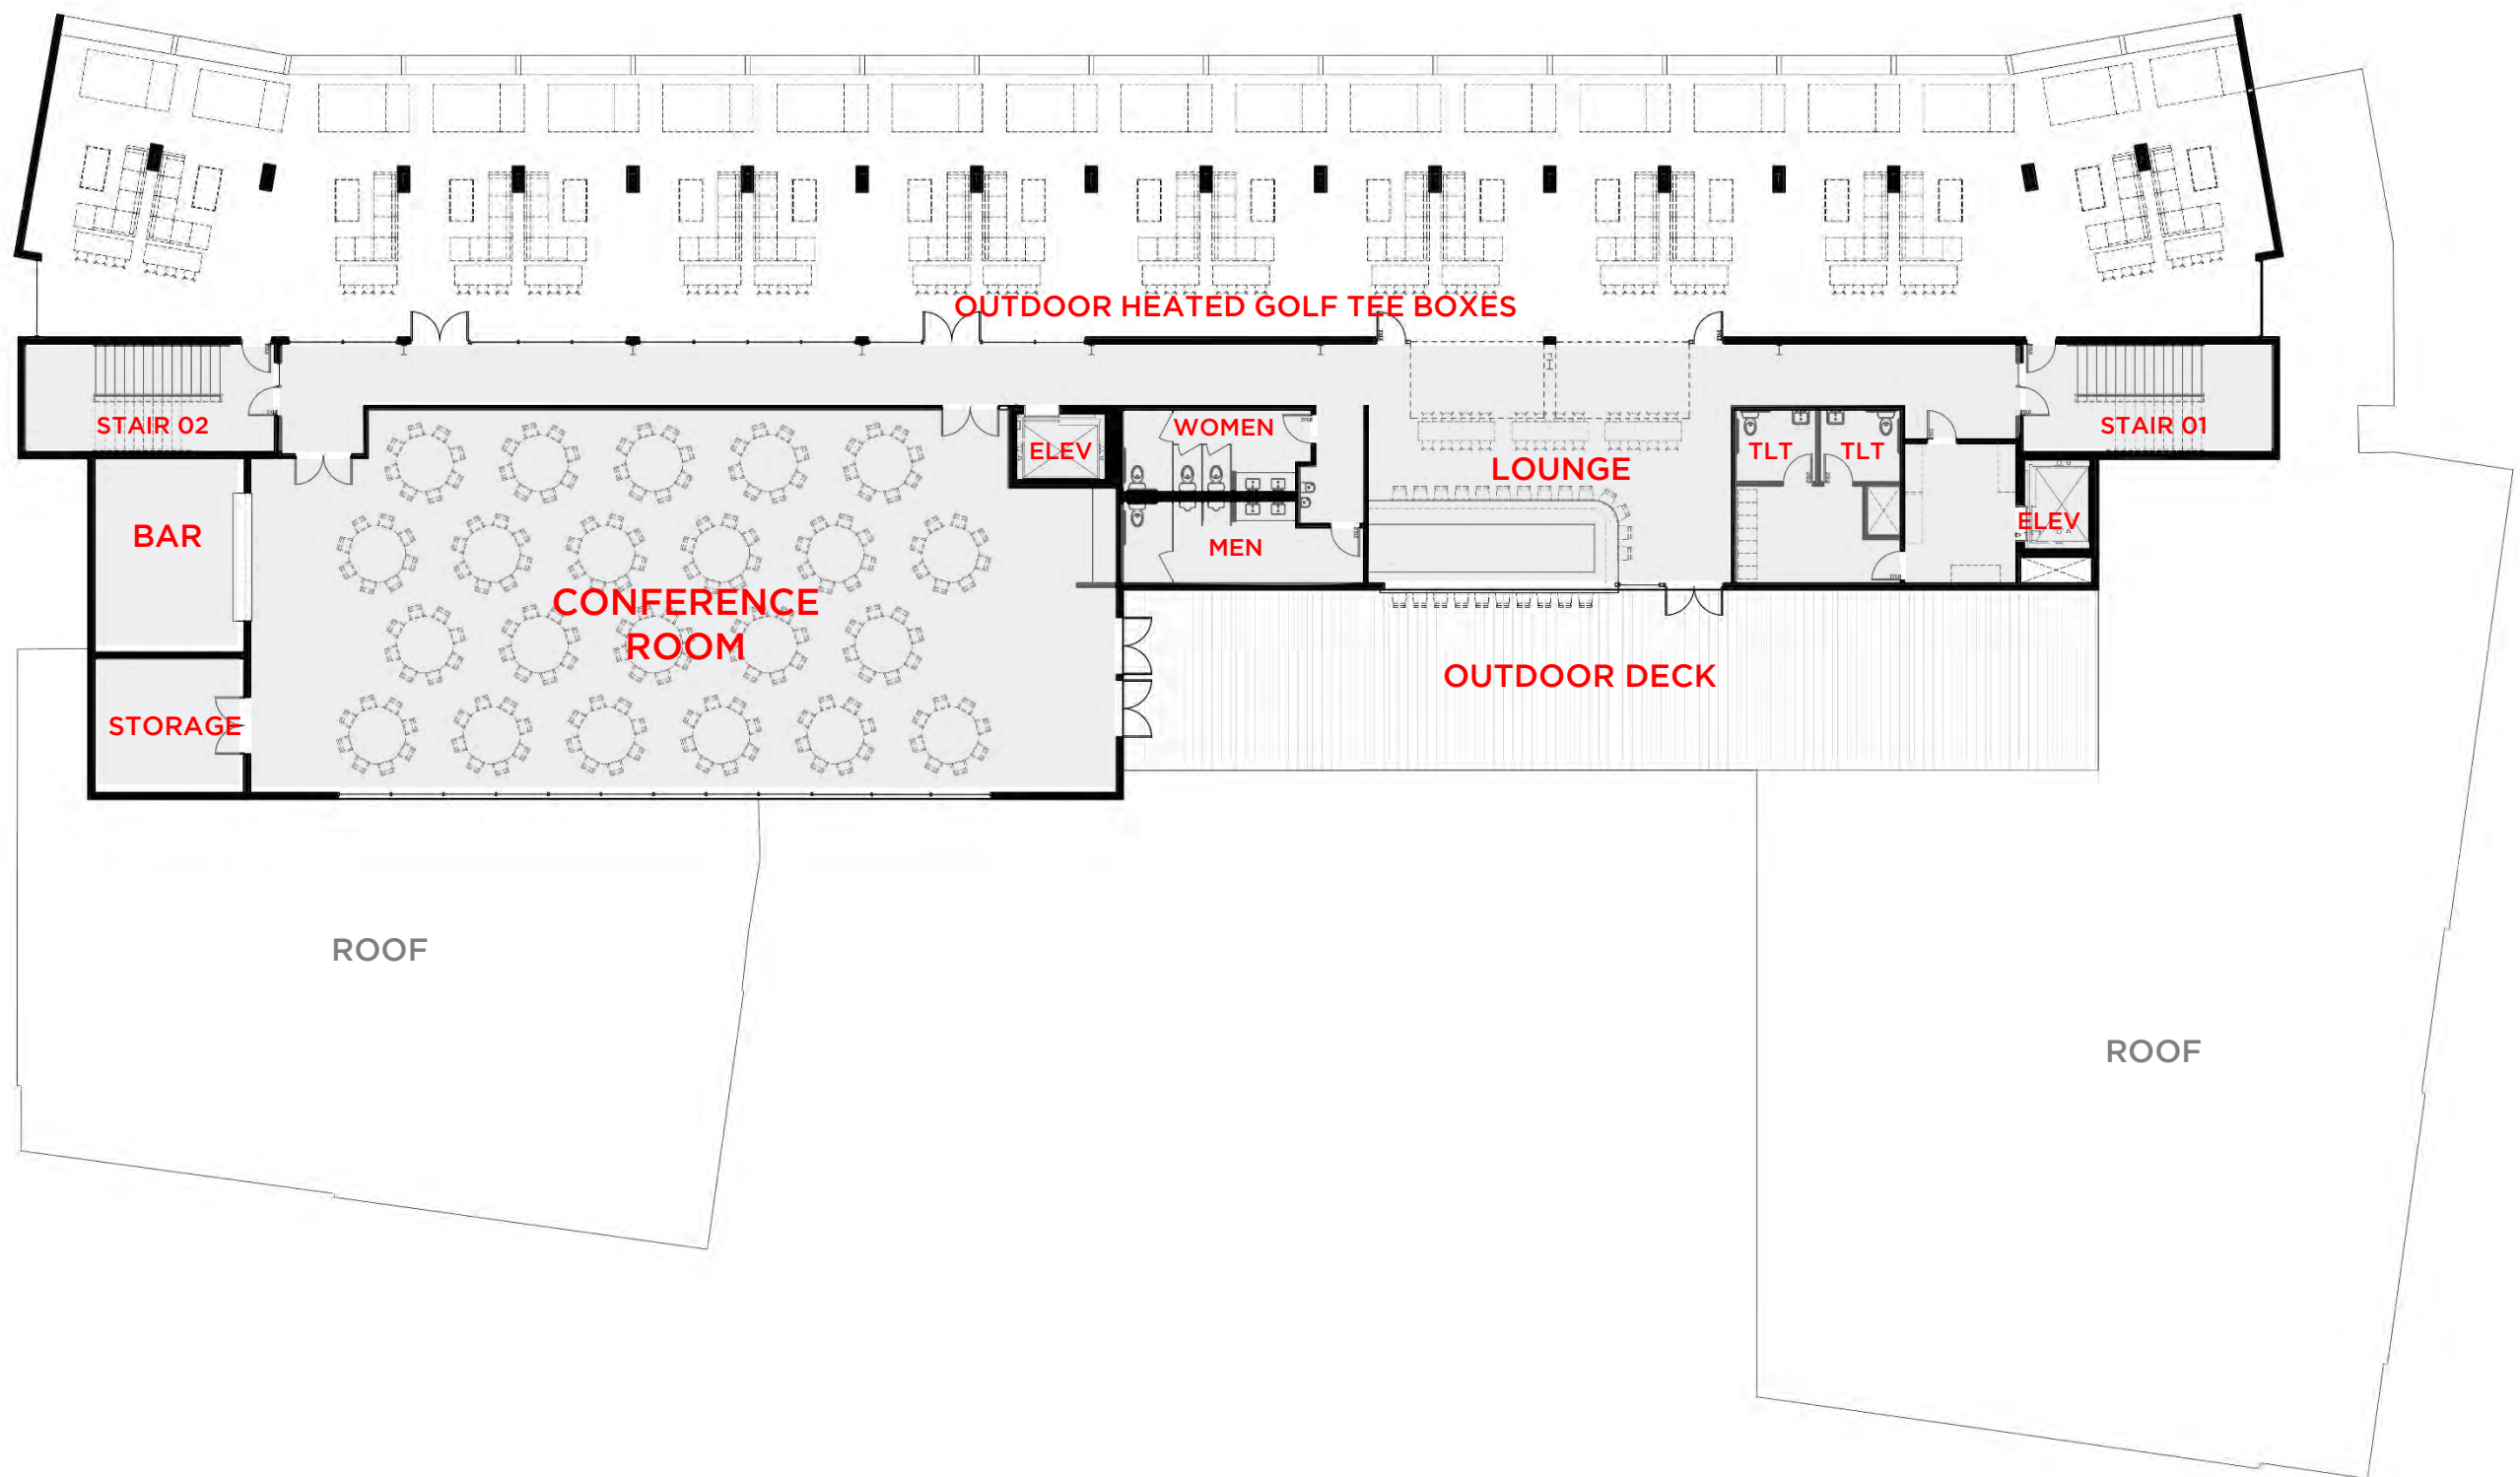 OUTDOOR HEATED GOLF TEE BOXES
STAIR 02
ELEV
WOMEN
LOUNGE
TLT
TLT
STAIR 01
BAR
MEN
ELEV
CONFERENCE
ROOM
OUTDOOR DECK
STORAGE
ROOF
ROOF